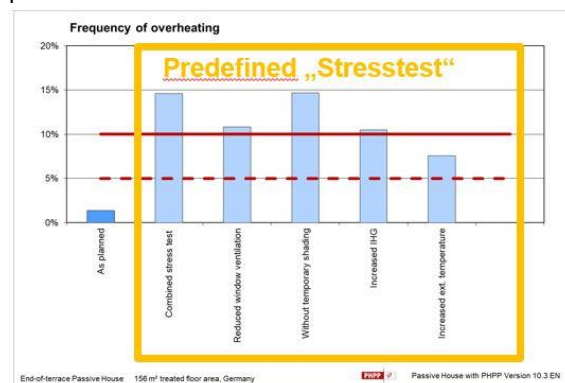 Frequency of overheating
20%
Predefined „Stresstest“
15%
10%
5%
0%
As planned
Combined stress test
Reduced window ventilation
Without temporary shading
Increased IHG
Increased ext. temperature
End-of-terrace Passive House 156 m² treated floor area, Germany PHPP Passive House with PHPP Version 10.3 EN